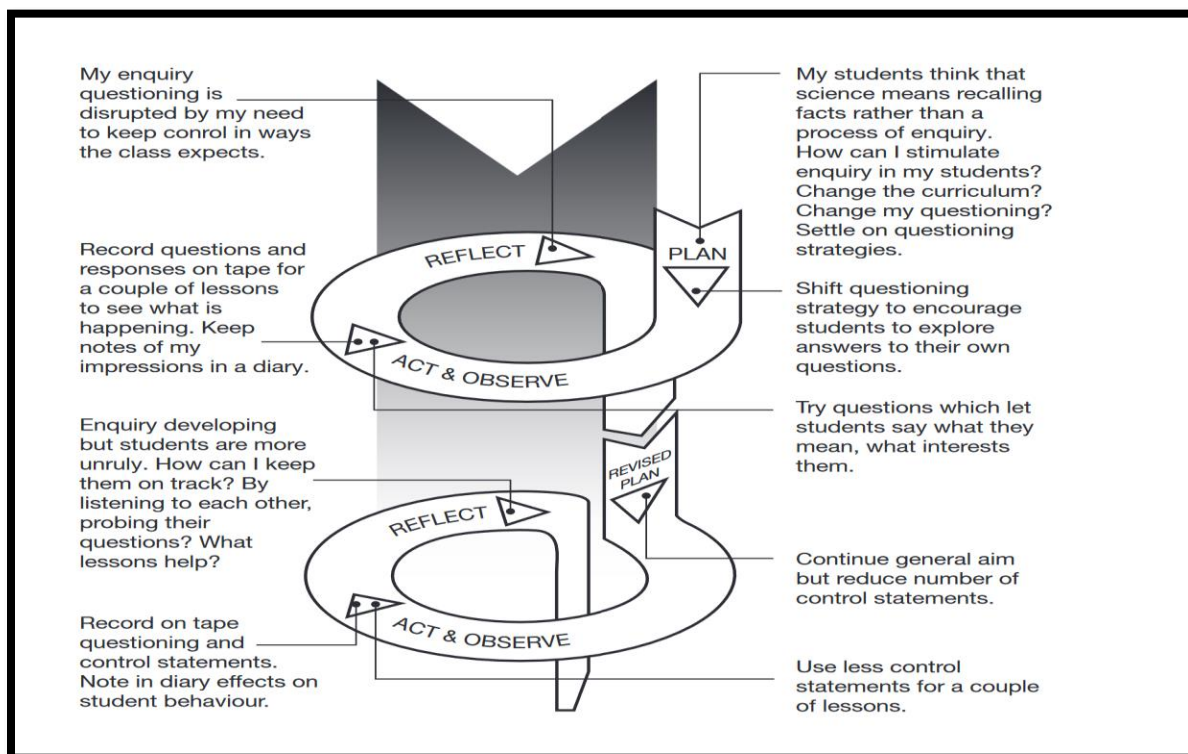 My enquiry
questioning is
disrupted by my need
to keep conrol in ways
the class expects.
Record questions and
responses on tape for
a couple of lessons
to see what is
happening. Keep
notes of my
impressions in a diary.
Enquiry developing
but students are more
unruly. How can I keep
them on track? By
listening to each other,
probing their
questions? What
lessons help?
Record on tape
questioning and
control statements.
Note in diary effects on
student behaviour.
REFLECT
ACT & OBSERVE
PLAN
REVISED
PLAN
REFLECT
ACT & OBSERVE
My students think that
science means recalling
facts rather than a
process of enquiry.
How can I stimulate
enquiry in my students?
Change the curriculum?
Change my questioning?
Settle on questioning
strategies.
Shift questioning
strategy to encourage
students to explore
answers to their own
questions.
Try questions which let
students say what they
mean, what interests
them.
Continue general aim
but reduce number of
control statements.
Use less control
statements for a couple
of lessons.